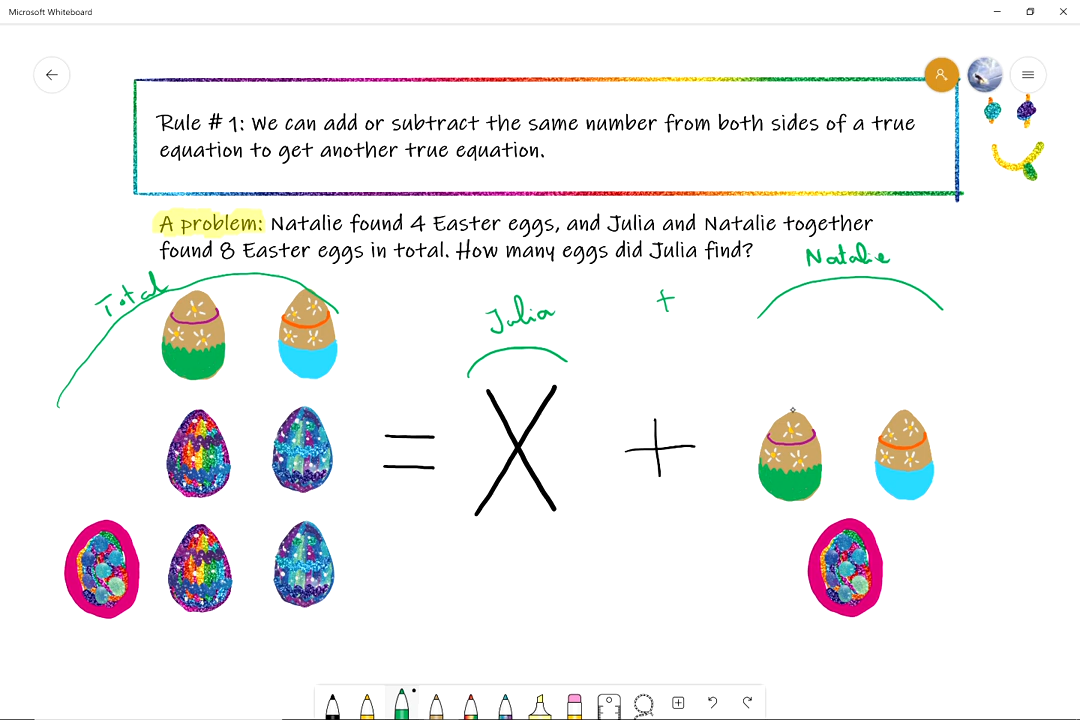 Microsoft Whiteboard
Rule # 1: We can add or subtract the same number from both sides of a true
equation to get another true equation.
A problem: Natalie found 4 Easter eggs, and Julia and Natalie together
found 8 Easter eggs in total. How many eggs did Julia find?
Total Julia + Natalie
= X +